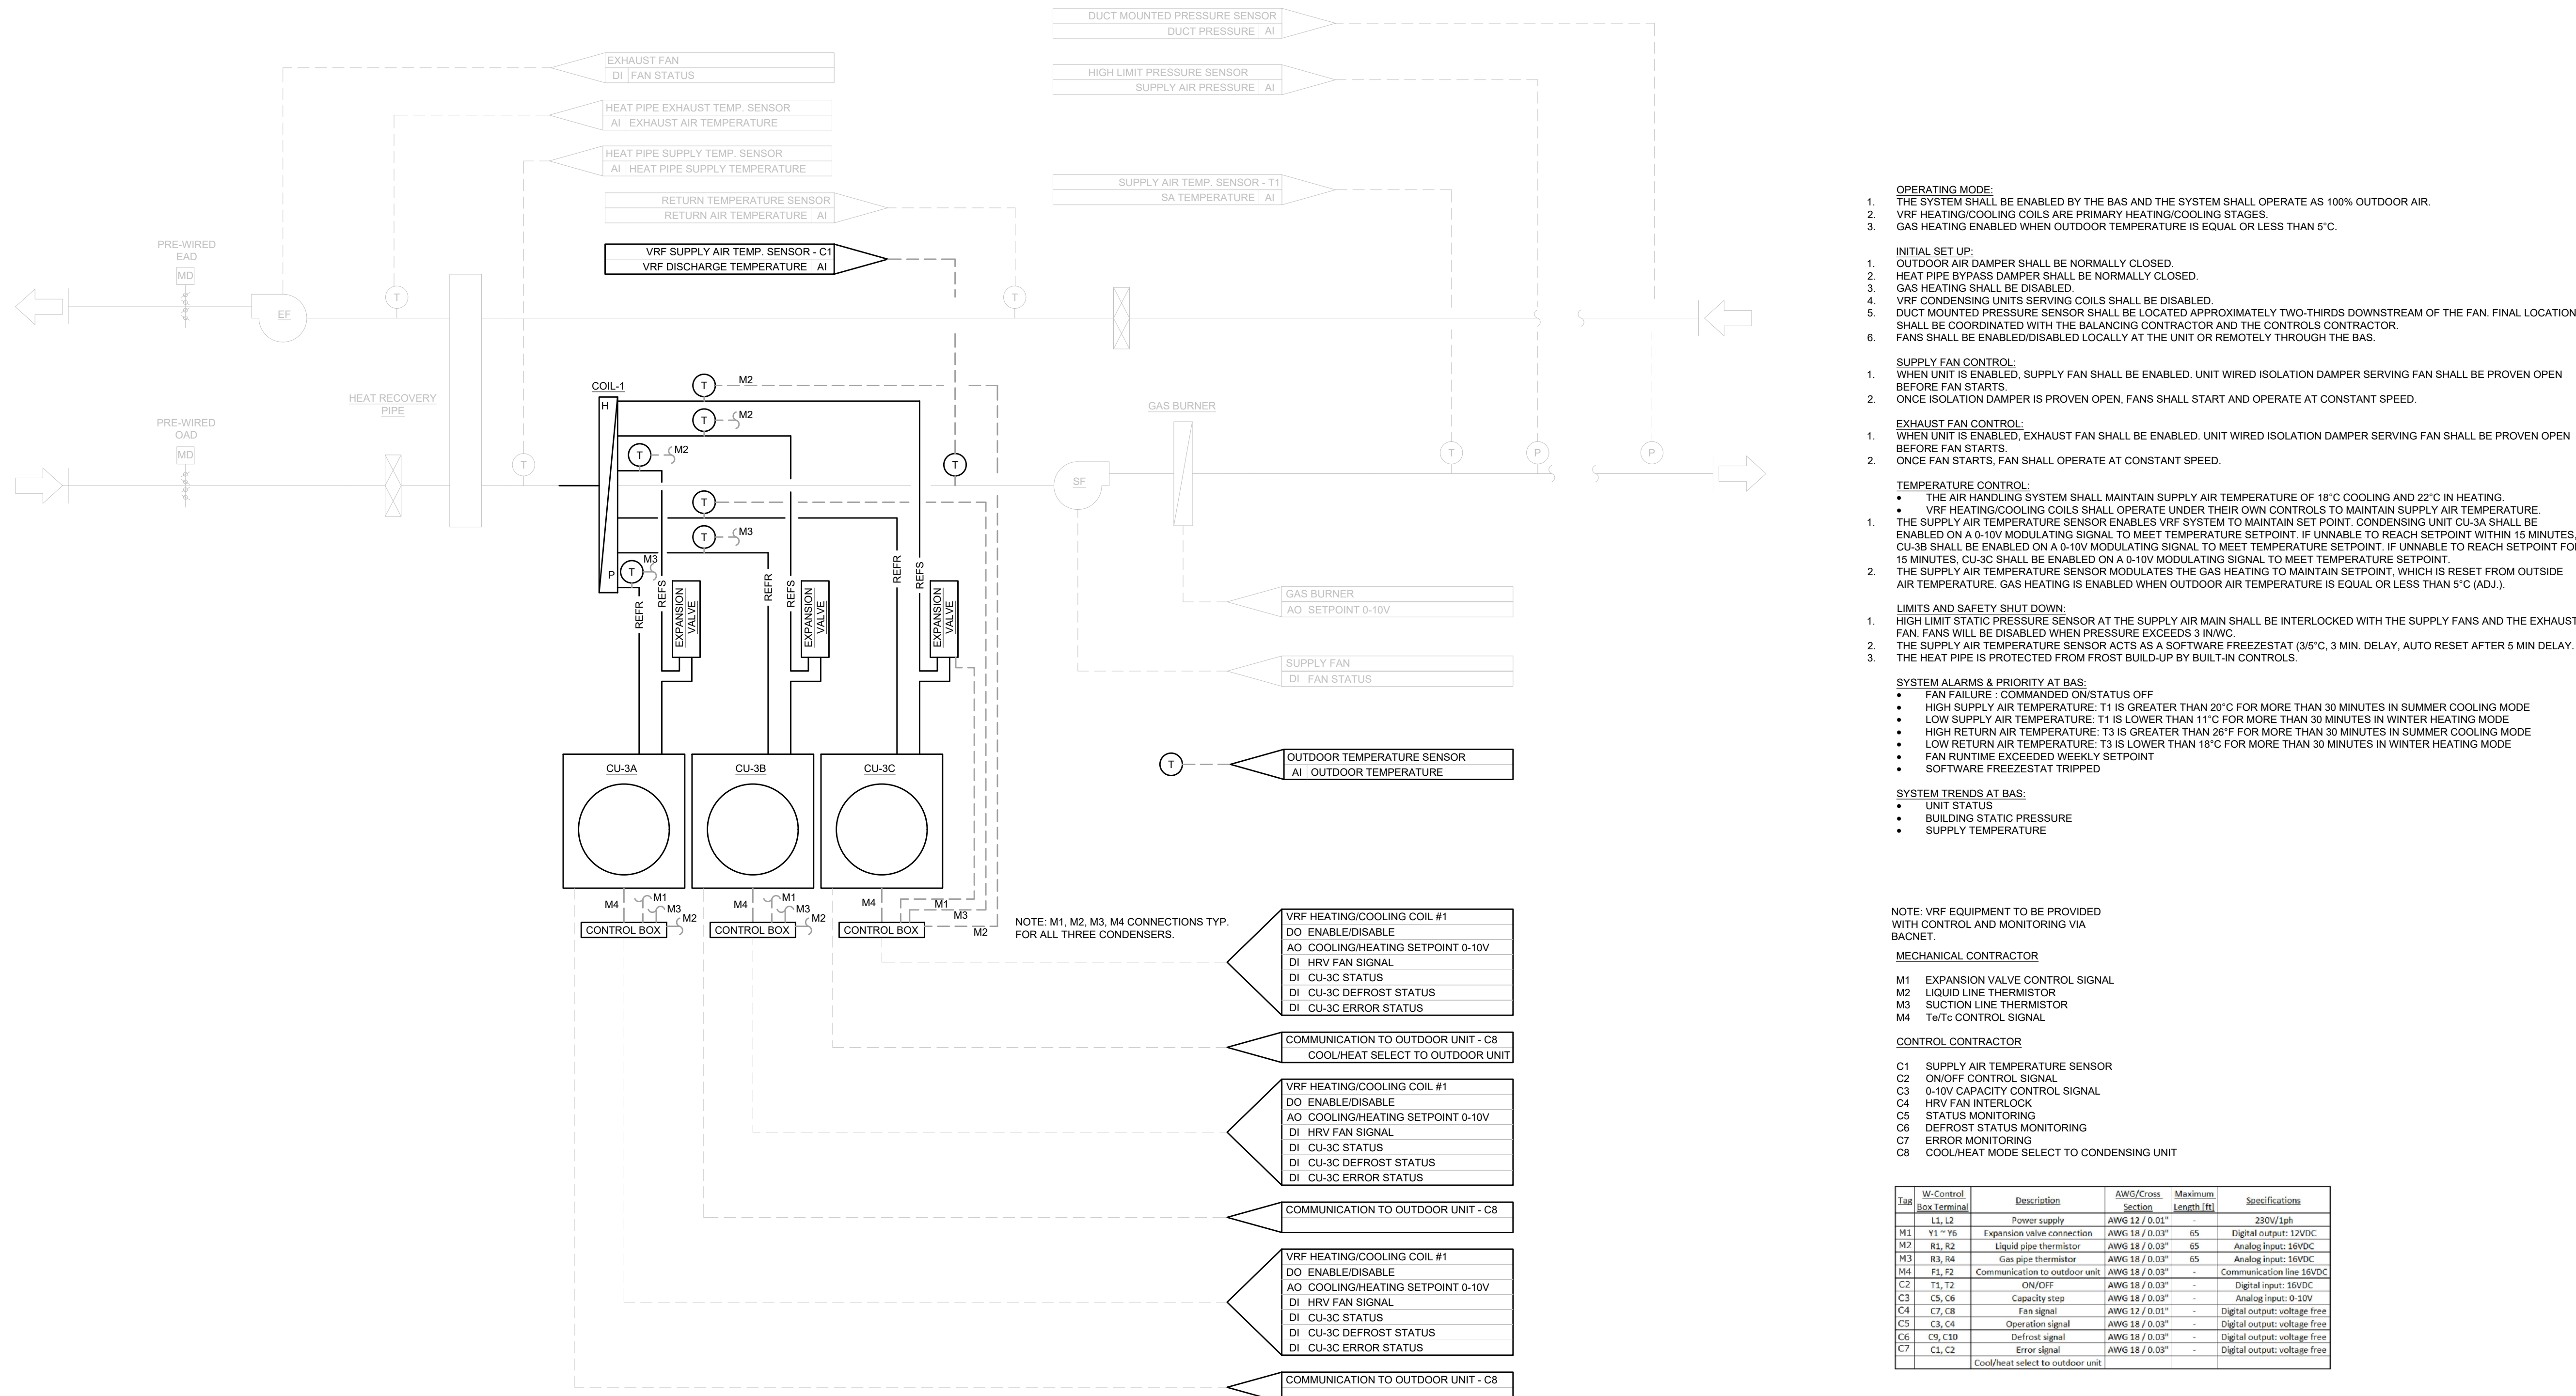 DUCT MOUNTED PRESSURE SENSOR
DUCT PRESSURE AI
EXHAUST FAN
DI FAN STATUS
HIGH LIMIT PRESSURE SENSOR
SUPPLY AIR PRESSURE AI
HEAT PIPE EXHAUST TEMP. SENSOR
AI EXHAUST AIR TEMPERATURE
HEAT PIPE SUPPLY TEMP. SENSOR
AI HEAT PIPE SUPPLY TEMPERATURE
SUPPLY AIR TEMP. SENSOR - T1
SA TEMPERATURE AI
RETURN TEMPERATURE SENSOR
RETURN AIR TEMPERATURE AI
VRF SUPPLY AIR TEMP. SENSOR - C1
VRF DISCHARGE TEMPERATURE AI
PRE-WIRED
EAD
MD
T
T
EF
COIL-1
H
P
T M2
T M2
T M2
T
T M3
T M3
HEAT RECOVERY
PIPE
PRE-WIRED
OAD
MD
T
T
GAS BURNER
SF
T
P
P
REFR
REFS
REFR
REFS
REFR
REFS
EXPANSION
VALVE
EXPANSION
VALVE
EXPANSION
VALVE
GAS BURNER
AO SETPOINT 0-10V
SUPPLY FAN
DI FAN STATUS
T
OUTDOOR TEMPERATURE SENSOR
AI OUTDOOR TEMPERATURE
CU-3A
CU-3B
CU-3C
M4 M1
M3
M2
CONTROL BOX
M4 M1
M3
M2
CONTROL BOX
M4 M1
M3
M2
CONTROL BOX
NOTE: M1, M2, M3, M4 CONNECTIONS TYP.
FOR ALL THREE CONDENSERS.
VRF HEATING/COOLING COIL #1
DO ENABLE/DISABLE
AO COOLING/HEATING SETPOINT 0-10V
DI HRV FAN SIGNAL
DI CU-3C STATUS
DI CU-3C DEFROST STATUS
DI CU-3C ERROR STATUS
COMMUNICATION TO OUTDOOR UNIT - C8
COOL/HEAT SELECT TO OUTDOOR UNIT
VRF HEATING/COOLING COIL #1
DO ENABLE/DISABLE
AO COOLING/HEATING SETPOINT 0-10V
DI HRV FAN SIGNAL
DI CU-3C STATUS
DI CU-3C DEFROST STATUS
DI CU-3C ERROR STATUS
COMMUNICATION TO OUTDOOR UNIT - C8
VRF HEATING/COOLING COIL #1
DO ENABLE/DISABLE
AO COOLING/HEATING SETPOINT 0-10V
DI HRV FAN SIGNAL
DI CU-3C STATUS
DI CU-3C DEFROST STATUS
DI CU-3C ERROR STATUS
COMMUNICATION TO OUTDOOR UNIT - C8
OPERATING MODE:
1. THE SYSTEM SHALL BE ENABLED BY THE BAS AND THE SYSTEM SHALL OPERATE AS 100% OUTDOOR AIR.
2. VRF HEATING/COOLING COILS ARE PRIMARY HEATING/COOLING STAGES.
3. GAS HEATING ENABLED WHEN OUTDOOR TEMPERATURE IS EQUAL OR LESS THAN 5°C.
INITIAL SET UP:
1. OUTDOOR AIR DAMPER SHALL BE NORMALLY CLOSED.
2. HEAT PIPE BYPASS DAMPER SHALL BE NORMALLY CLOSED.
3. GAS HEATING SHALL BE DISABLED.
4. VRF CONDENSING UNITS SERVING COILS SHALL BE DISABLED.
5. DUCT MOUNTED PRESSURE SENSOR SHALL BE LOCATED APPROXIMATELY TWO-THIRDS DOWNSTREAM OF THE FAN. FINAL LOCATION
SHALL BE COORDINATED WITH THE BALANCING CONTRACTOR AND THE CONTROLS CONTRACTOR.
6. FANS SHALL BE ENABLED/DISABLED LOCALLY AT THE UNIT OR REMOTELY THROUGH THE BAS.
SUPPLY FAN CONTROL:
1. WHEN UNIT IS ENABLED, SUPPLY FAN SHALL BE ENABLED. UNIT WIRED ISOLATION DAMPER SERVING FAN SHALL BE PROVEN OPEN
BEFORE FAN STARTS.
2. ONCE ISOLATION DAMPER IS PROVEN OPEN, FANS SHALL START AND OPERATE AT CONSTANT SPEED.
EXHAUST FAN CONTROL:
1. WHEN UNIT IS ENABLED, EXHAUST FAN SHALL BE ENABLED. UNIT WIRED ISOLATION DAMPER SERVING FAN SHALL BE PROVEN OPEN
BEFORE FAN STARTS.
2. ONCE FAN STARTS, FAN SHALL OPERATE AT CONSTANT SPEED.
TEMPERATURE CONTROL:
• THE AIR HANDLING SYSTEM SHALL MAINTAIN SUPPLY AIR TEMPERATURE OF 18°C COOLING AND 22°C IN HEATING.
• VRF HEATING/COOLING COILS SHALL OPERATE UNDER THEIR OWN CONTROLS TO MAINTAIN SUPPLY AIR TEMPERATURE.
1. THE SUPPLY AIR TEMPERATURE SENSOR ENABLES VRF SYSTEM TO MAINTAIN SET POINT. CONDENSING UNIT CU-3A SHALL BE
ENABLED ON A 0-10V MODULATING SIGNAL TO MEET TEMPERATURE SETPOINT. IF UNNABLE TO REACH SETPOINT WITHIN 15 MINUTES,
CU-3B SHALL BE ENABLED ON A 0-10V MODULATING SIGNAL TO MEET TEMPERATURE SETPOINT. IF UNNABLE TO REACH SETPOINT FO
15 MINUTES, CU-3C SHALL BE ENABLED ON A 0-10V MODULATING SIGNAL TO MEET TEMPERATURE SETPOINT.
2. THE SUPPLY AIR TEMPERATURE SENSOR MODULATES THE GAS HEATING TO MAINTAIN SETPOINT, WHICH IS RESET FROM OUTSIDE
AIR TEMPERATURE. GAS HEATING IS ENABLED WHEN OUTDOOR AIR TEMPERATURE IS EQUAL OR LESS THAN 5°C (ADJ.).
LIMITS AND SAFETY SHUT DOWN:
1. HIGH LIMIT STATIC PRESSURE SENSOR AT THE SUPPLY AIR MAIN SHALL BE INTERLOCKED WITH THE SUPPLY FANS AND THE EXHAUST
FAN. FANS WILL BE DISABLED WHEN PRESSURE EXCEEDS 3 IN/WC.
2. THE SUPPLY AIR TEMPERATURE SENSOR ACTS AS A SOFTWARE FREEZESTAT (3/5°C, 3 MIN. DELAY, AUTO RESET AFTER 5 MIN DELAY.
3. THE HEAT PIPE IS PROTECTED FROM FROST BUILD-UP BY BUILT-IN CONTROLS.
SYSTEM ALARMS & PRIORITY AT BAS:
• FAN FAILURE : COMMANDED ON/STATUS OFF
• HIGH SUPPLY AIR TEMPERATURE: T1 IS GREATER THAN 20°C FOR MORE THAN 30 MINUTES IN SUMMER COOLING MODE
• LOW SUPPLY AIR TEMPERATURE: T1 IS LOWER THAN 11°C FOR MORE THAN 30 MINUTES IN WINTER HEATING MODE
• HIGH RETURN AIR TEMPERATURE: T3 IS GREATER THAN 26°F FOR MORE THAN 30 MINUTES IN SUMMER COOLING MODE
• LOW RETURN AIR TEMPERATURE: T3 IS LOWER THAN 18°C FOR MORE THAN 30 MINUTES IN WINTER HEATING MODE
• FAN RUNTIME EXCEEDED WEEKLY SETPOINT
• SOFTWARE FREEZESTAT TRIPPED
SYSTEM TRENDS AT BAS:
• UNIT STATUS
• BUILDING STATIC PRESSURE
• SUPPLY TEMPERATURE
NOTE: VRF EQUIPMENT TO BE PROVIDED
WITH CONTROL AND MONITORING VIA
BACNET.
MECHANICAL CONTRACTOR
M1 EXPANSION VALVE CONTROL SIGNAL
M2 LIQUID LINE THERMISTOR
M3 SUCTION LINE THERMISTOR
M4 Te/Tc CONTROL SIGNAL
CONTROL CONTRACTOR
C1 SUPPLY AIR TEMPERATURE SENSOR
C2 ON/OFF CONTROL SIGNAL
C3 0-10V CAPACITY CONTROL SIGNAL
C4 HRV FAN INTERLOCK
C5 STATUS MONITORING
C6 DEFROST STATUS MONITORING
C7 ERROR MONITORING
C8 COOL/HEAT MODE SELECT TO CONDENSING UNIT
Tag W-Control Box Terminal Description AWG/Cross Section Maximum Length [ft] Specifications
L1, L2 Power supply AWG 12 / 0.01" - 230V/1ph
M1 Y1 ~ Y6 Expansion valve connection AWG 18 / 0.03" 65 Digital output: 12VDC
M2 R1, R2 Liquid pipe thermistor AWG 18 / 0.03" 65 Analog input: 16VDC
M3 R3, R4 Gas pipe thermistor AWG 18 / 0.03" 65 Analog input: 16VDC
M4 F1, F2 Communication to outdoor unit AWG 18 / 0.03" - Communication line 16VDC
C2 T1, T2 ON/OFF AWG 18 / 0.03" - Digital input: 16VDC
C3 C5, C6 Capacity step AWG 18 / 0.03" - Analog input: 0-10V
C4 C7, C8 Fan signal AWG 12 / 0.01" - Digital output: voltage free
C5 C3, C4 Operation signal AWG 18 / 0.03" - Digital output: voltage free
C6 C9, C10 Defrost signal AWG 18 / 0.03" - Digital output: voltage free
C7 C1, C2 Error signal AWG 18 / 0.03" - Digital output: voltage free
Cool/heat select to outdoor unit